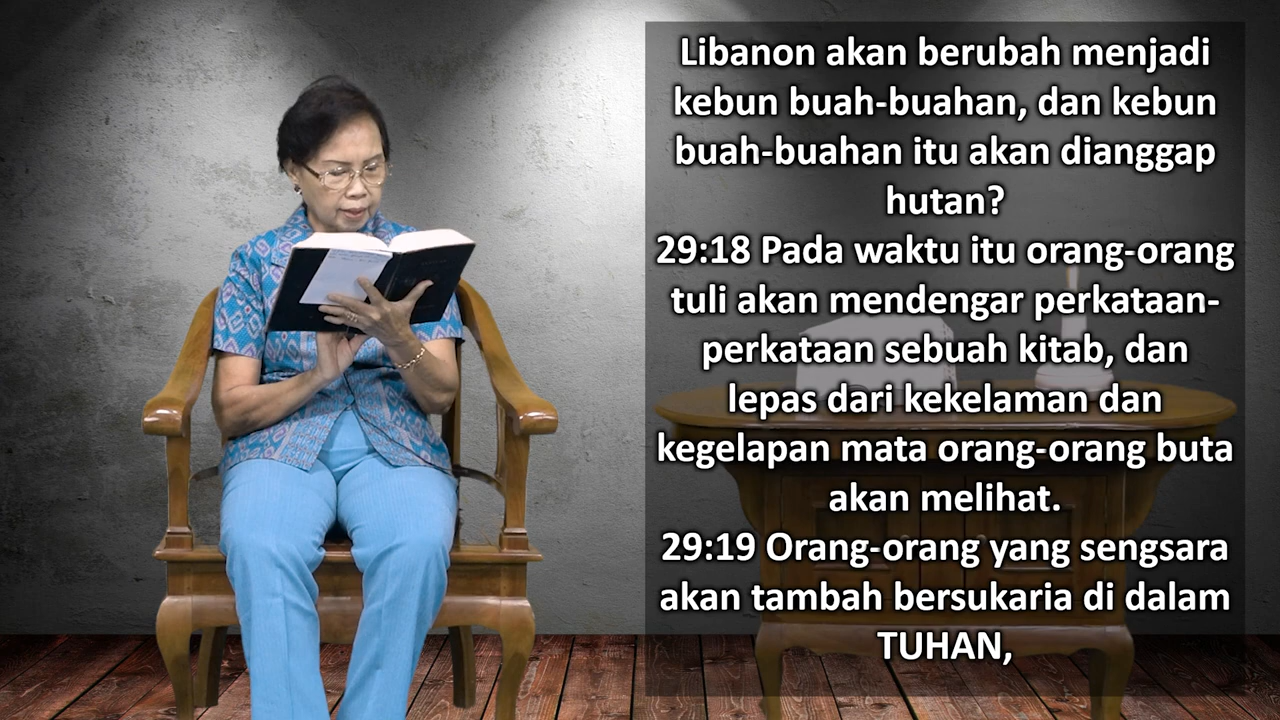 Libanon akan berubah menjadi
kebun buah-buahan, dan kebun
buah-buahan itu akan dianggap
hutan?
29:18 Pada waktu itu orang-orang
tuli akan mendengar perkataan-
perkataan sebuah kitab, dan
lepas dari kekelaman dan
kegelapan mata orang-orang buta
akan melihat.
29:19 Orang-orang yang sengsara
akan tambah bersukaria di dalam
TUHAN,